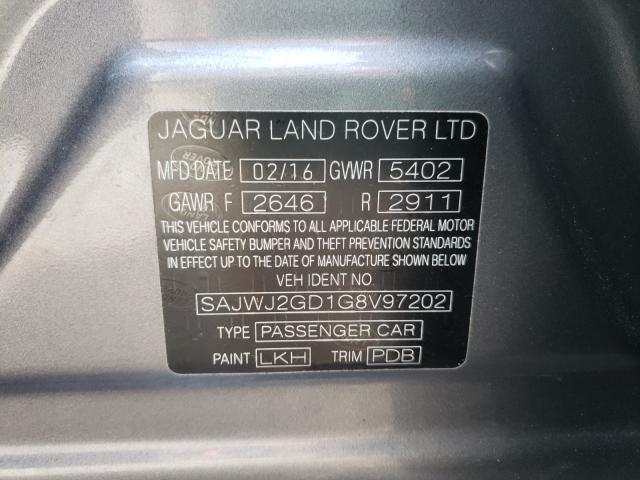 JAGUAR LAND ROVER LTD
MFD DATE 02/16 GVWR 5402
GAWR F 2646 R 2911
THIS VEHICLE CONFORMS TO ALL APPLICABLE FEDERAL MOTOR
VEHICLE SAFETY BUMPER AND THEFT PREVENTION STANDARDS
IN EFFECT UP TO THE DATE OF MANUFACTURE SHOWN BELOW
VEH IDENT NO.
SAJWJ2GD1G8V97202
TYPE PASSENGER CAR
PAINT LKH TRIM PDB